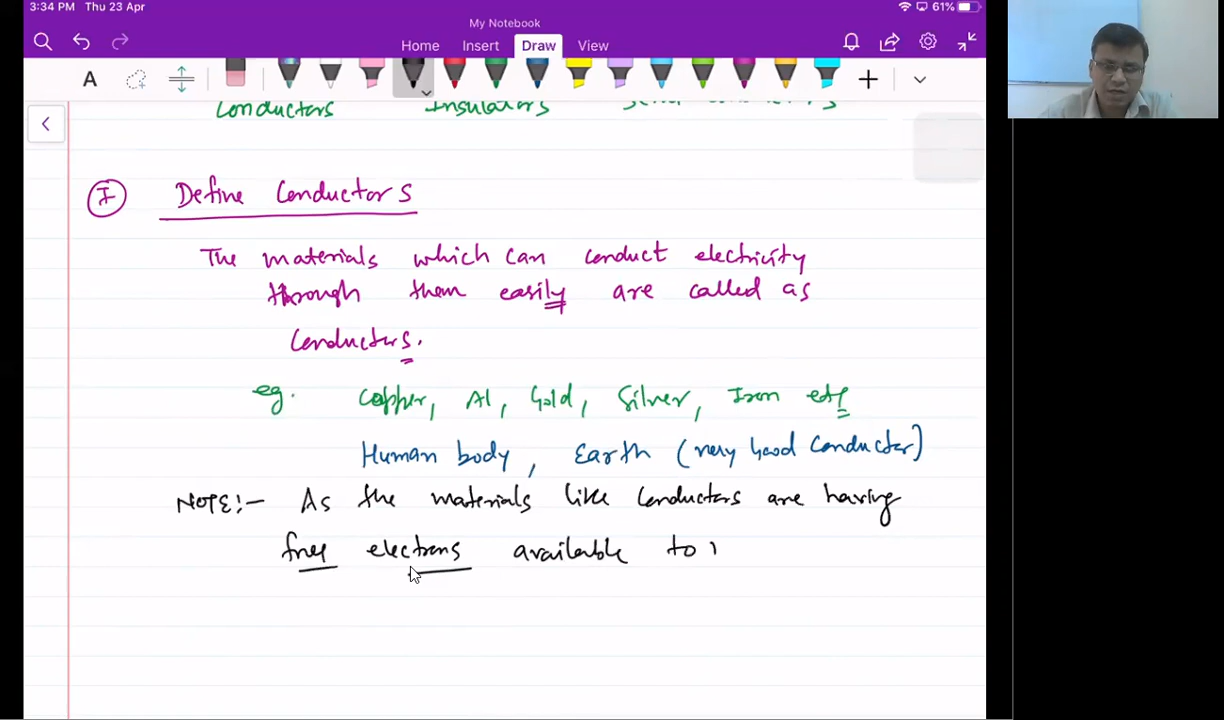 3:34 PM Thu 23 Apr
61%
My Notebook
Home Insert Draw View
A
Conductors Insulators
I Define Conductors
The materials which can conduct electricity
through them easily are called as
Conductors.
eg. Copper, Al, Gold, Silver, Iron etc
Human body, Earth (very Good Conductor)
NOTE:- As the materials like Conductors are having
free electrons available to